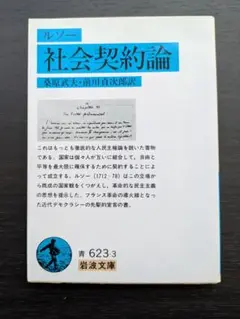 ルソー
社会契約論
桑原武夫・前川貞次郎訳
これはもっとも徹底的な人民主権論を説いた書物
である．国家は個々人が互いに結合して，自由と
平等を最大限に確保するために契約することによ
って成立する．ルソー（1712‐78）はこの立場から
既成の国家観をくつがえし，革命的な民主主義
の思想を提示した．フランス革命の導火線となっ
た近代デモクラシーの先駆的宣言の書．
青 623-3
岩波文庫